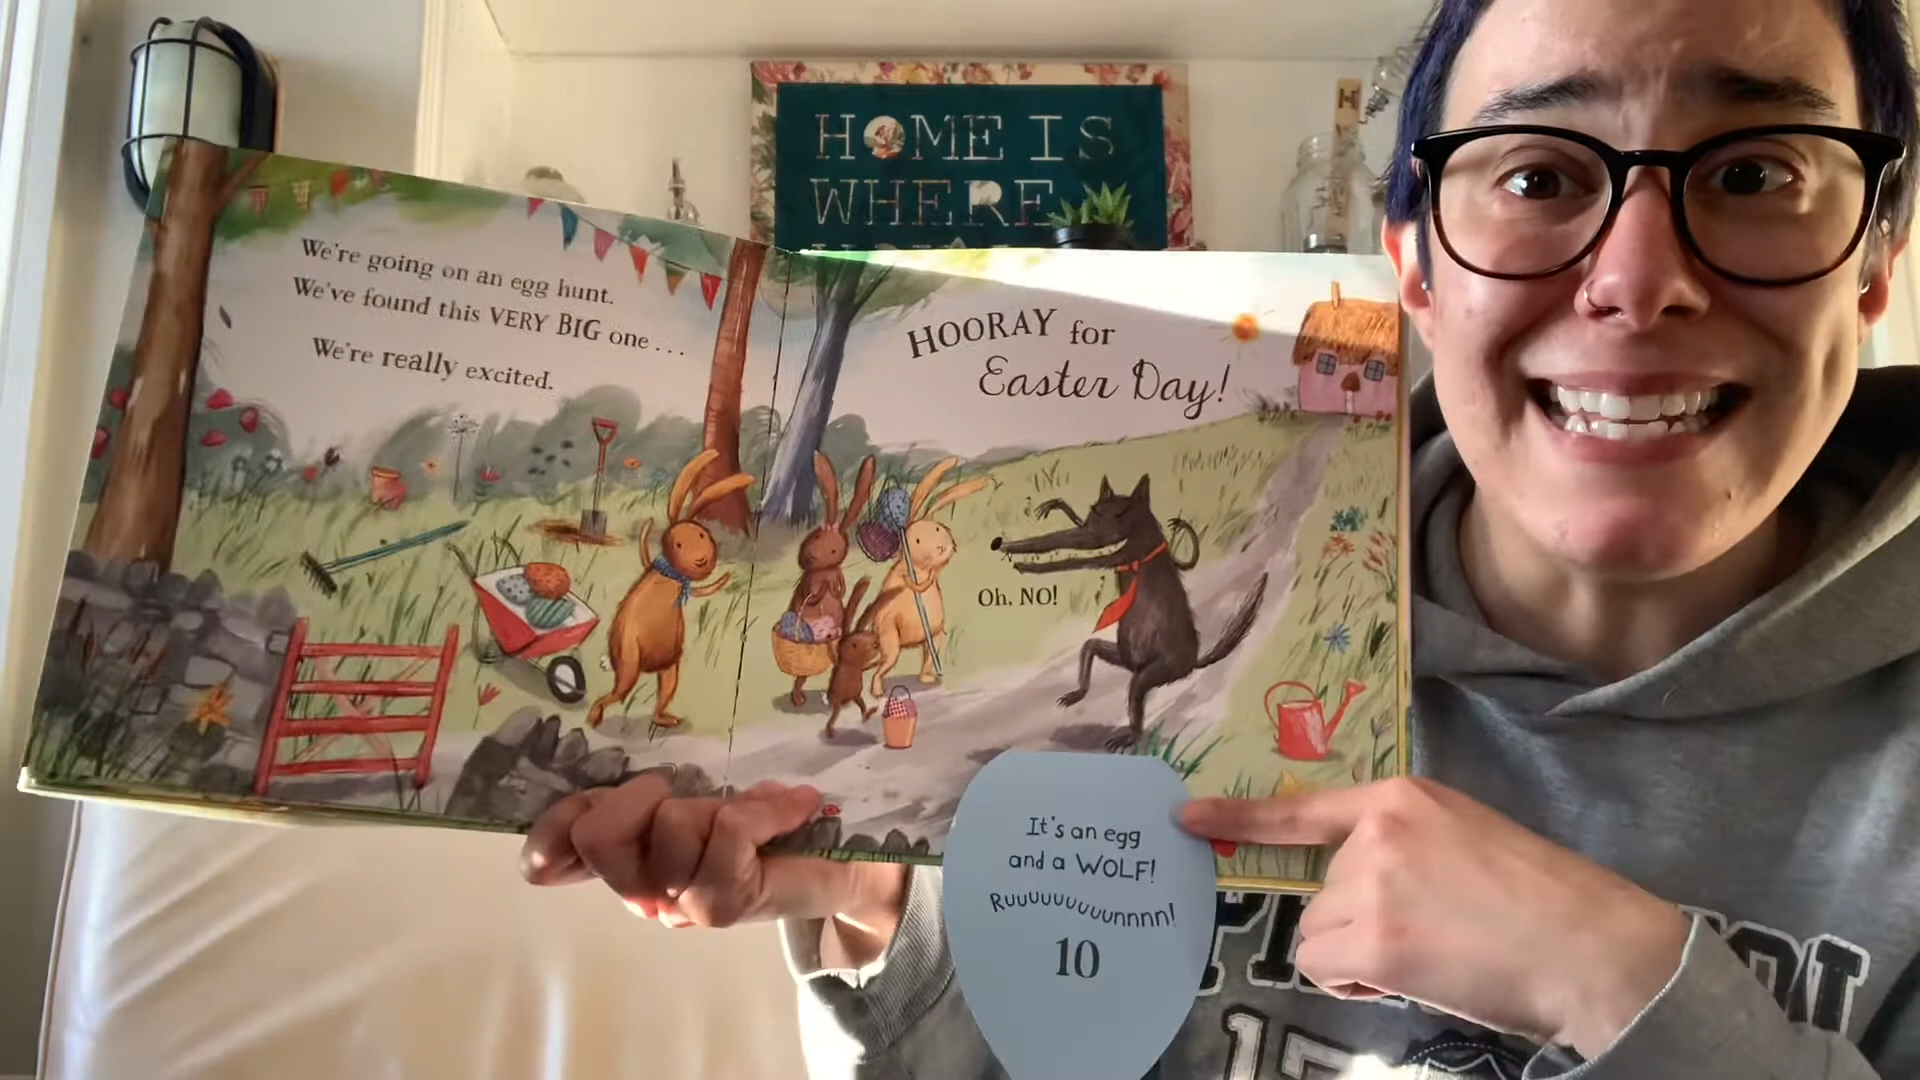 HOME IS
WHERE
We're going on an egg hunt.
We've found this VERY BIG one . . .
We're really excited.
HOORAY for
Easter Day!
Oh, NO!
It's an egg
and a WOLF!
Ruuuuuuuuunnnn!
10
H